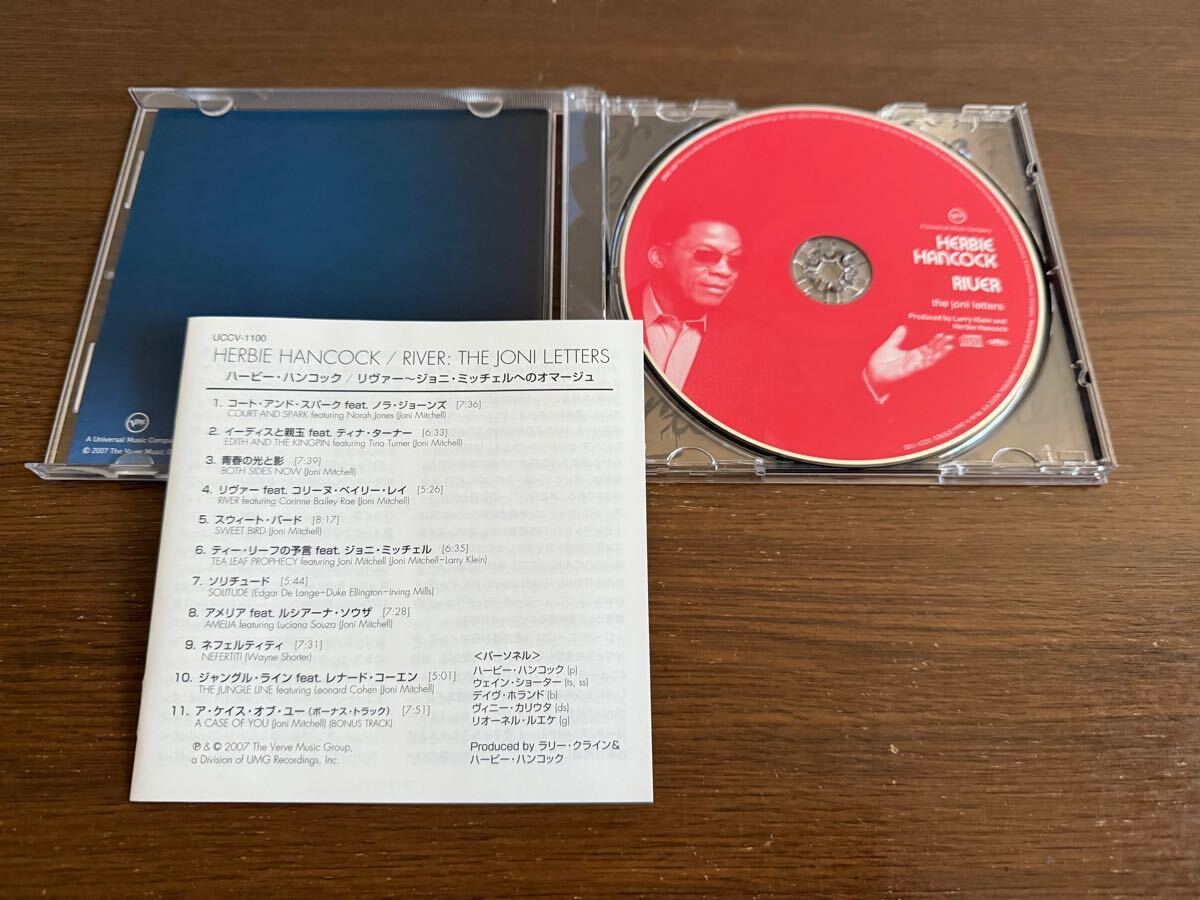 A Universal Music Company
© 2007 The Verve Music Group
UCCV-1100
HERBIE HANCOCK / RIVER: THE JONI LETTERS
ハービー・ハンコック / リヴァー〜ジョニ・ミッチェルへのオマージュ
1. コート・アンド・スパーク feat. ノラ・ジョーンズ [7:36]
COURT AND SPARK featuring Norah Jones (Joni Mitchell)
2. イーディスと親玉 feat. ティナ・ターナー [6:33]
EDITH AND THE KINGPIN featuring Tina Turner (Joni Mitchell)
3. 青春の光と影 [7:39]
BOTH SIDES NOW (Joni Mitchell)
4. リヴァー feat. コリーヌ・ベイリー・レイ [5:26]
RIVER featuring Corinne Bailey Rae (Joni Mitchell)
5. スウィート・バード [8:17]
SWEET BIRD (Joni Mitchell)
6. ティー・リーフの予言 feat. ジョニ・ミッチェル [6:35]
TEA LEAF PROPHECY featuring Joni Mitchell (Joni Mitchell–Larry Klein)
7. ソリチュード [5:44]
SOLITUDE (Edgar De Lange–Duke Ellington–Irving Mills)
8. アメリア feat. ルシアーナ・ソウザ [7:28]
AMELIA featuring Luciana Souza (Joni Mitchell)
9. ネフェルティティ [7:31]
NEFERTITI (Wayne Shorter)
10. ジャングル・ライン feat. レナード・コーエン [5:01]
THE JUNGLE LINE featuring Leonard Cohen (Joni Mitchell)
11. ア・ケイス・オブ・ユー (ボーナス・トラック) [7:51]
A CASE OF YOU (Joni Mitchell) (BONUS TRACK)
℗ & © 2007 The Verve Music Group,
a Division of UMG Recordings, Inc.
<パーソネル>
ハービー・ハンコック (p)
ウェイン・ショーター (ts, ss)
デイヴ・ホランド (b)
ヴィニー・カリウタ (ds)
リオーネル・ルエケ (g)
Produced by ラリー・クライン&
ハービー・ハンコック
A Universal Music Company
HERBIE
HANCOCK
RIVER
the joni letters
Produced by Larry Klein and
Herbie Hancock